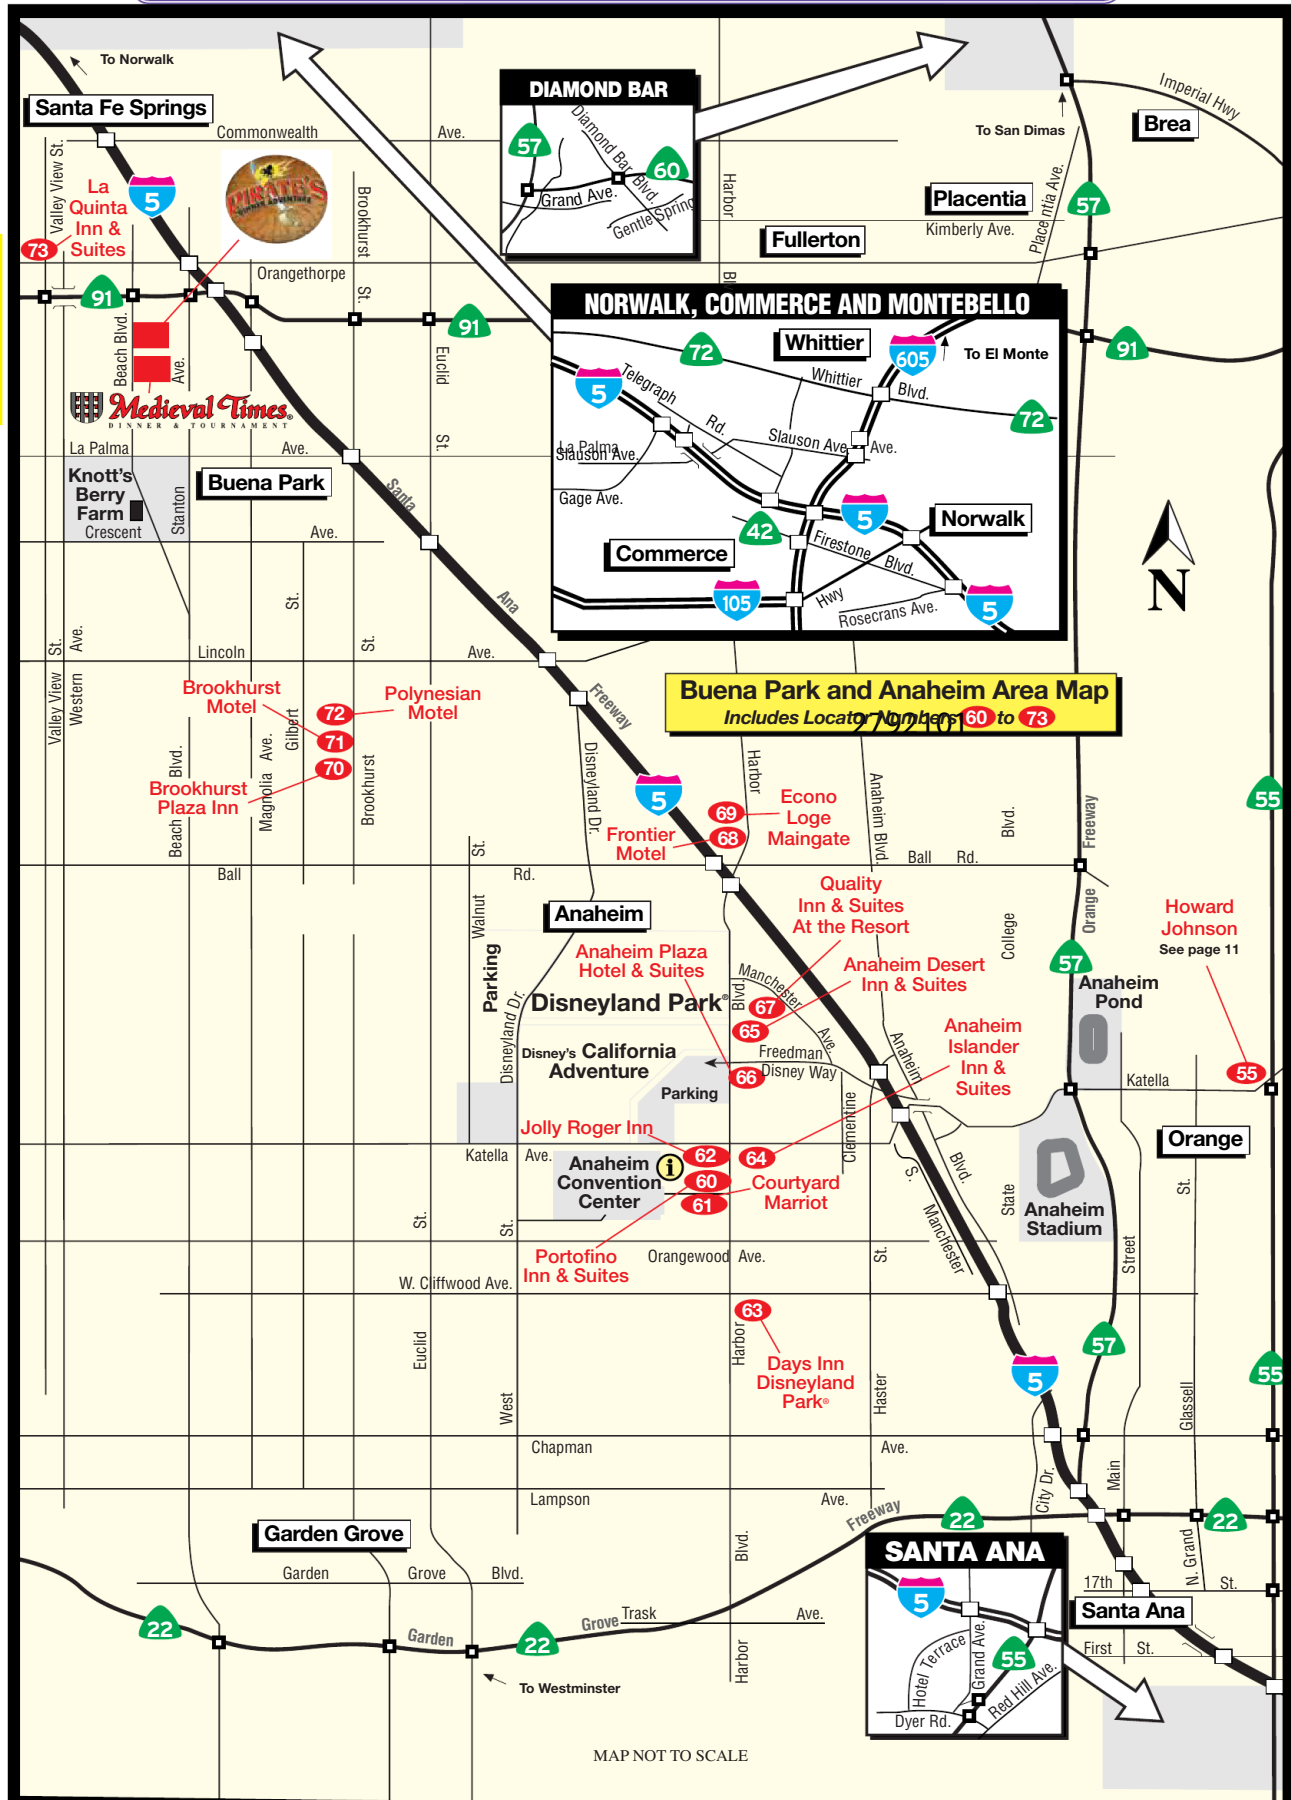 To Norwalk
Santa Fe Springs
Commonwealth
Ave.
DIAMOND BAR
57
Diamond Bar Blvd.
60
Grand Ave.
Gentle Spring
To San Dimas
Imperial Hwy
Brea
Placentia
Kimberly Ave.
Placentia Ave.
57
Fullerton
Harbor
Blvd.
Valley View St.
La
Quinta
Inn &
Suites
73
5
PIRATE'S
DINNER ADVENTURE
Brookhurst
St.
Orangethorpe
91
91
91
Beach Blvd.
Ave.
Euclid
St.
Medieval Times
DINNER & TOURNAMENT
NORWALK, COMMERCE AND MONTEBELLO
72
Whittier
605
To El Monte
5
Telegraph
Rd.
Whittier
Blvd.
72
La Palma
Slauson Ave.
Slauson Ave.
Ave.
Gage Ave.
42
5
Norwalk
Commerce
Firestone
Blvd.
105
Hwy
Rosecrans Ave.
5
La Palma
Ave.
Knott's
Berry
Farm
Buena Park
Stanton
Crescent
Ave.
Santa
Ana
Freeway
N
St.
St.
Lincoln
Ave.
St.
Ave.
Valley View
Western
Brookhurst
Motel
72
Polynesian
Motel
71
70
Brookhurst
Plaza Inn
Gilbert
Ave.
Magnolia
Blvd.
Beach
Brookhurst
Buena Park and Anaheim Area Map
Includes Locator Numbers 60 to 73
2792101
Disneyland Dr.
5
Harbor
69
Econo
Loge
Maingate
68
Frontier
Motel
Anaheim Blvd.
Blvd.
Freeway
55
Ball
Rd.
Ball
Rd.
St.
Walnut
Anaheim
Quality
Inn & Suites
At the Resort
College
Orange
Howard
Johnson
See page 11
Parking
Anaheim Plaza
Hotel & Suites
Anaheim Desert
Inn & Suites
57
Anaheim
Pond
Disneyland Park®
Disneyland Dr.
Blvd.
Manchester
Ave.
67
65
Anaheim
Islander
Inn &
Suites
Anaheim
Disney's California
Adventure
Freedman
Disney Way
66
Parking
Clementine
Katella
55
Jolly Roger Inn
Katella
Ave.
62
64
Anaheim
Convention
Center
i
60
61
Courtyard
Marriot
S.
Manchester
Blvd.
State
Anaheim
Stadium
Orange
St.
St.
St.
Portofino
Inn & Suites
Orangewood
Ave.
St.
Street
W. Cliffwood Ave.
63
Days Inn
Disneyland
Park®
Harbor
Euclid
West
Haster
5
57
55
Glassell
Chapman
Ave.
City Dr.
Main
Lampson
Ave.
Freeway
22
22
Garden Grove
Garden
Grove
Blvd.
Blvd.
SANTA ANA
5
Hotel Terrace
Grand Ave.
55
Red Hill Ave.
Dyer Rd.
17th
St.
N. Grand
Santa Ana
First
St.
22
Garden
22
Grove
Trask
Ave.
Harbor
To Westminster
MAP NOT TO SCALE